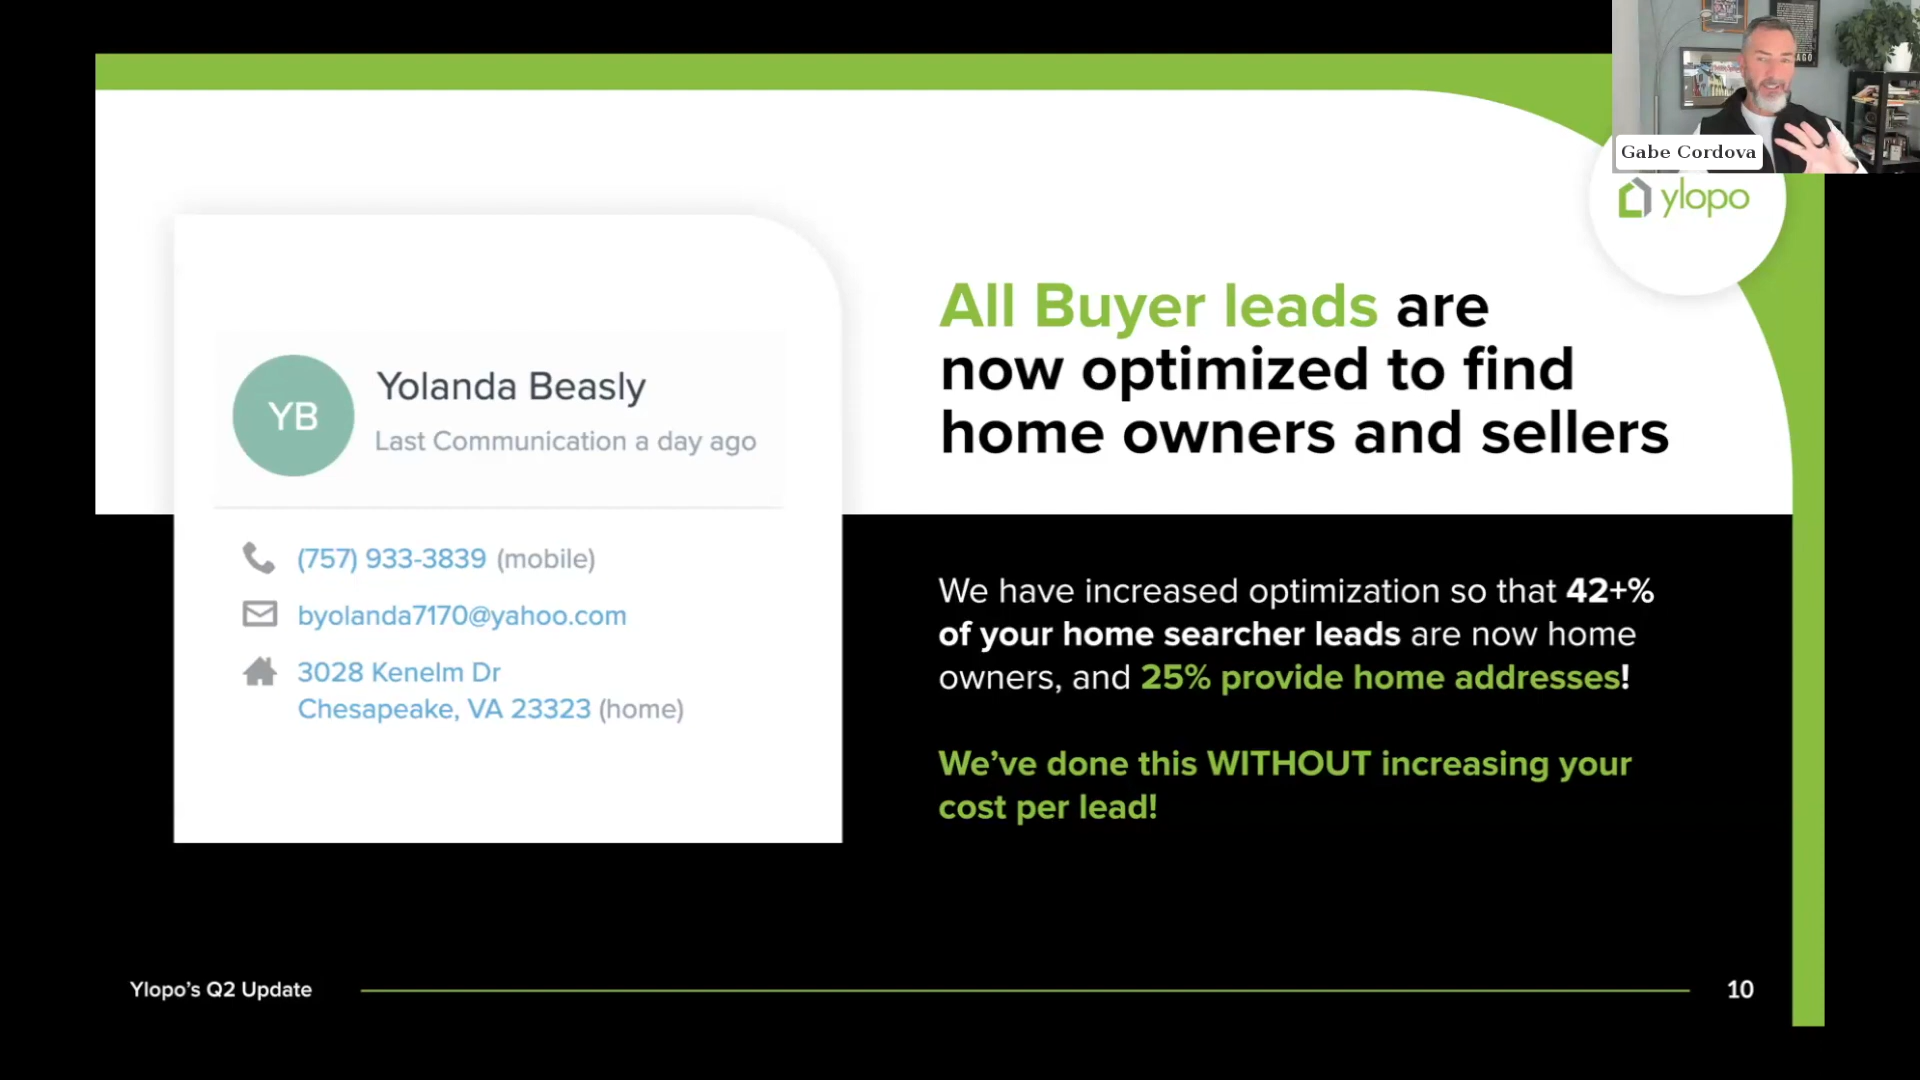 Gabe Cordova
ylopo
All Buyer leads are
now optimized to find
home owners and sellers
YB
Yolanda Beasly
Last Communication a day ago
(757) 933-3839 (mobile)
byolanda7170@yahoo.com
3028 Kenelm Dr
Chesapeake, VA 23323 (home)
We have increased optimization so that 42+%
of your home searcher leads are now home
owners, and 25% provide home addresses!
We’ve done this WITHOUT increasing your
cost per lead!
Ylopo’s Q2 Update
10